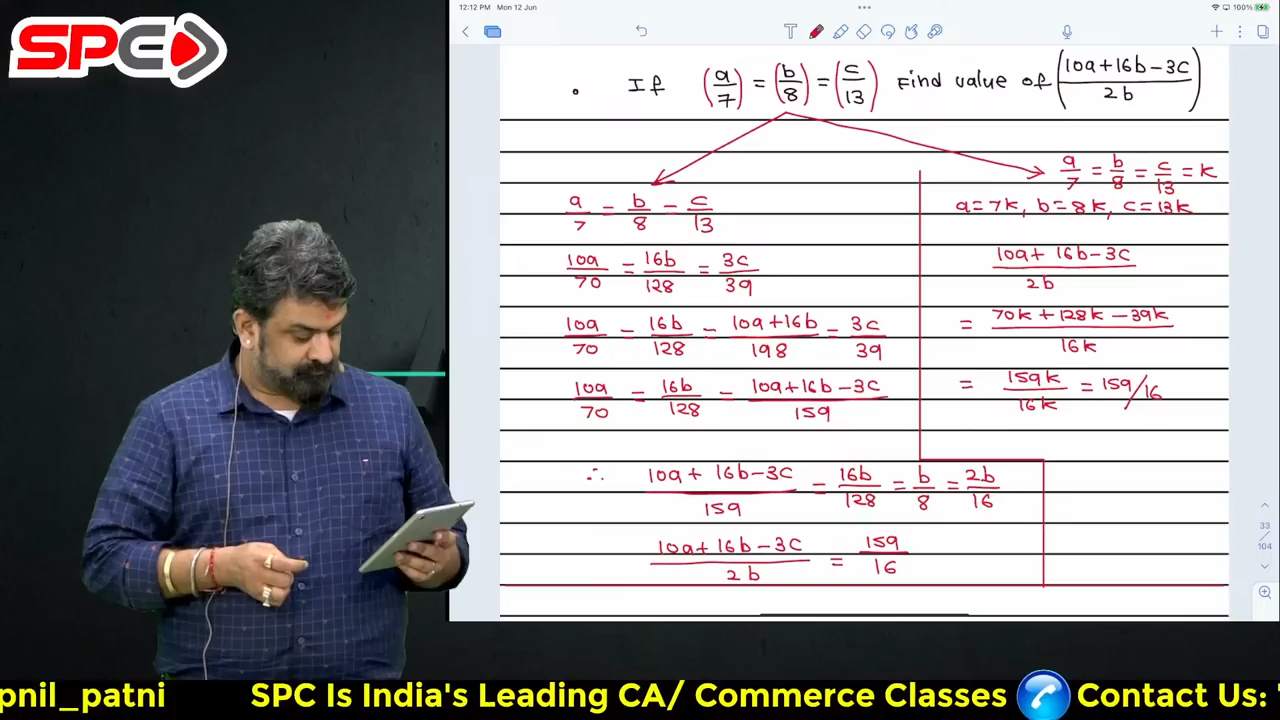 12:12 PM Mon 12 Jun
100%
SPC
T
. If (a/7) = (b/8) = (c/13) Find value of (10a+16b-3c / 2b)
a/7 = b/8 = c/13 = k
a=7k, b=8k, c=13k
10a+16b-3c / 2b
= 70k+128k-39k / 16k
= 159k / 16k = 159/16
a/7 = b/8 = c/13
10a/70 = 16b/128 = 3c/39
10a/70 = 16b/128 = 10a+16b / 198 = 3c/39
10a/70 = 16b/128 = 10a+16b-3c / 159
∴ 10a+16b-3c / 159 = 16b/128 = b/8 = 2b/16
10a+16b-3c / 2b = 159/16
33
/
104
pnil_patni SPC Is India's Leading CA/ Commerce Classes Contact Us: